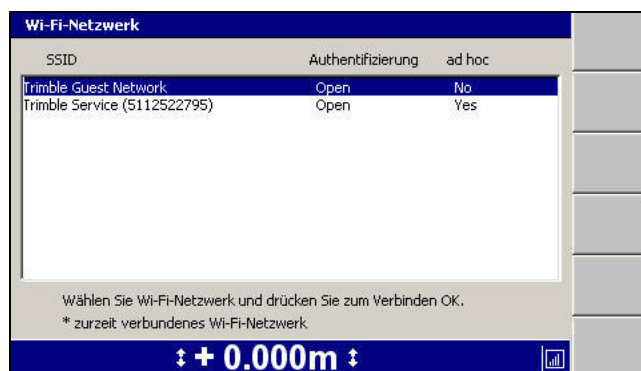 Wi-Fi-Netzwerk
SSID Authentifizierung ad hoc
Trimble Guest Network Open No
Trimble Service (5112522795) Open Yes
Wählen Sie Wi-Fi-Netzwerk und drücken Sie zum Verbinden OK.
* zurzeit verbundenes Wi-Fi-Netzwerk
↕ + 0.000m ↕